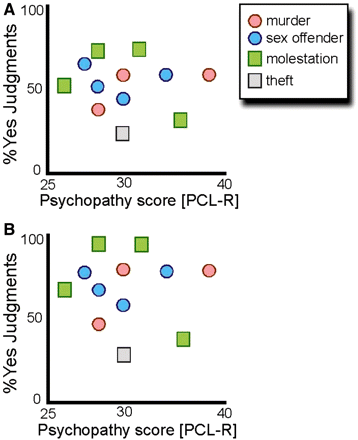 A
100
50
0
%Yes Judgments
25
30
40
Psychopathy score [PCL-R]
murder
sex offender
molestation
theft
B
100
50
0
%Yes Judgments
25
30
40
Psychopathy score [PCL-R]